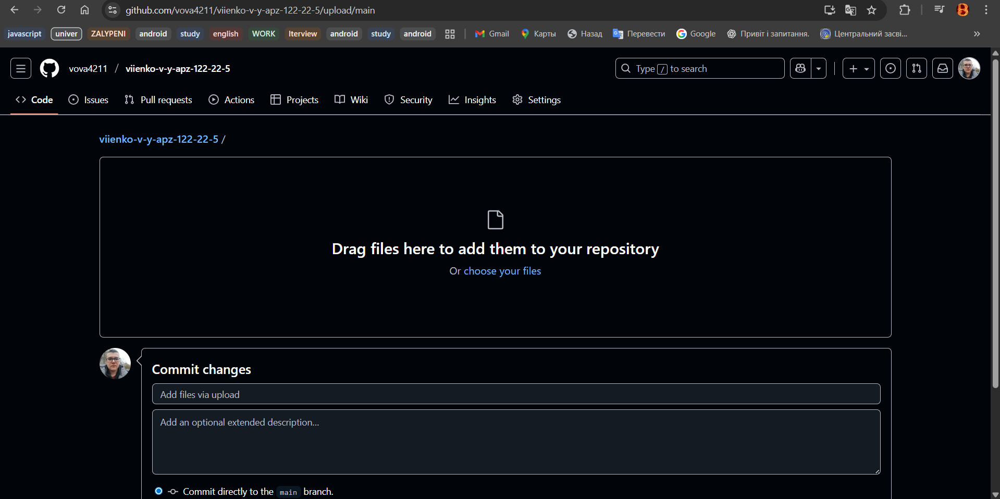 github.com/vova4211/viienko-v-y-apz-122-22-5/upload/main
javascript univer ZALYPENI android study english WORK Iterview android study android Gmail Карты Назад Перевести Google Привіт і запитання. Центральний засві...
vova4211 / viienko-v-y-apz-122-22-5 Type / to search
Code Issues Pull requests Actions Projects Wiki Security Insights Settings
viienko-v-y-apz-122-22-5 /
Drag files here to add them to your repository
Or choose your files
Commit changes
Add files via upload
Add an optional extended description...
Commit directly to the main branch.